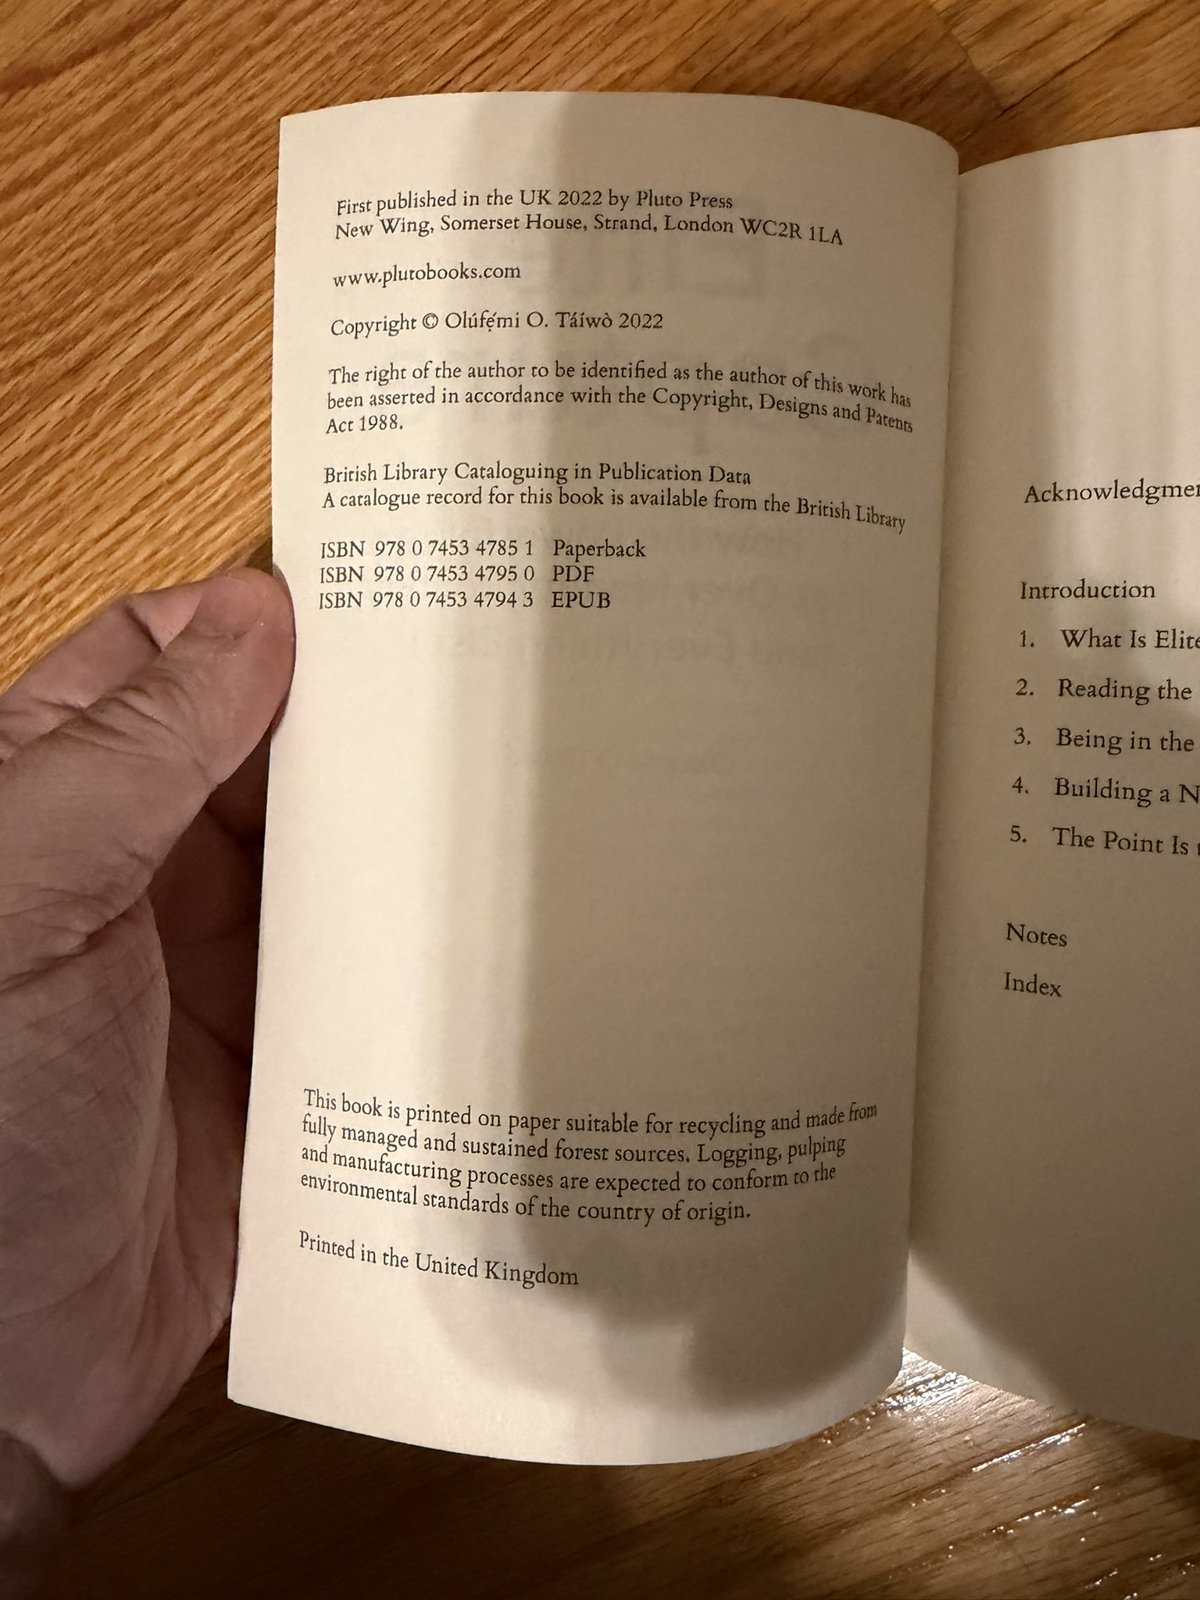 First published in the UK 2022 by Pluto Press
New Wing, Somerset House, Strand, London WC2R 1LA
www.plutobooks.com
Copyright © Olúfẹ́mi O. Táíwò 2022
The right of the author to be identified as the author of this work has
been asserted in accordance with the Copyright, Designs and Patents
Act 1988.
British Library Cataloguing in Publication Data
A catalogue record for this book is available from the British Library
ISBN 978 0 7453 4785 1 Paperback
ISBN 978 0 7453 4795 0 PDF
ISBN 978 0 7453 4794 3 EPUB
This book is printed on paper suitable for recycling and made from
fully managed and sustained forest sources. Logging, pulping
and manufacturing processes are expected to conform to the
environmental standards of the country of origin.
Printed in the United Kingdom
Acknowledgmen
Introduction
1. What Is Elite
2. Reading the
3. Being in the
4. Building a N
5. The Point Is t
Notes
Index